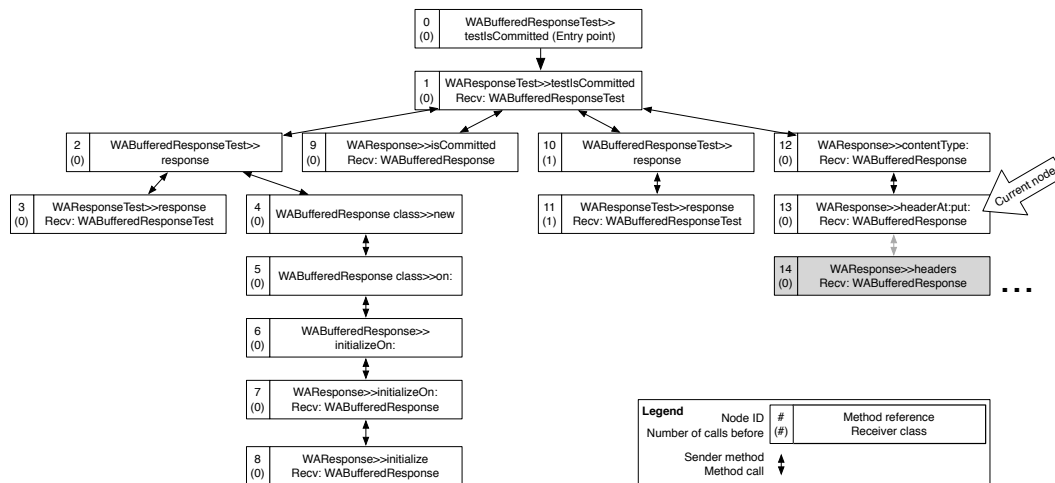 0
(0)
WABufferedResponseTest>>
testIsCommitted (Entry point)
1
(0)
WAResponseTest>>testIsCommitted
Recv: WABufferedResponseTest
2
(0)
WABufferedResponseTest>>
response
9
(0)
WAResponse>>isCommitted
Recv: WABufferedResponse
10
(1)
WABufferedResponseTest>>
response
12
(0)
WAResponse>>contentType:
Recv: WABufferedResponse
Current node
3
(0)
WAResponseTest>>response
Recv: WABufferedResponseTest
4
(0)
WABufferedResponse class>>new
11
(1)
WAResponseTest>>response
Recv: WABufferedResponseTest
13
(0)
WAResponse>>headerAt:put:
Recv: WABufferedResponse
5
(0)
WABufferedResponse class>>on:
14
(0)
WAResponse>>headers
Recv: WABufferedResponse
...
6
(0)
WABufferedResponse>>
initializeOn:
7
(0)
WAResponse>>initializeOn:
Recv: WABufferedResponse
8
(0)
WAResponse>>initialize
Recv: WABufferedResponse
Legend
Node ID
Number of calls before
#
(#)
Method reference
Receiver class
Sender method
Method call